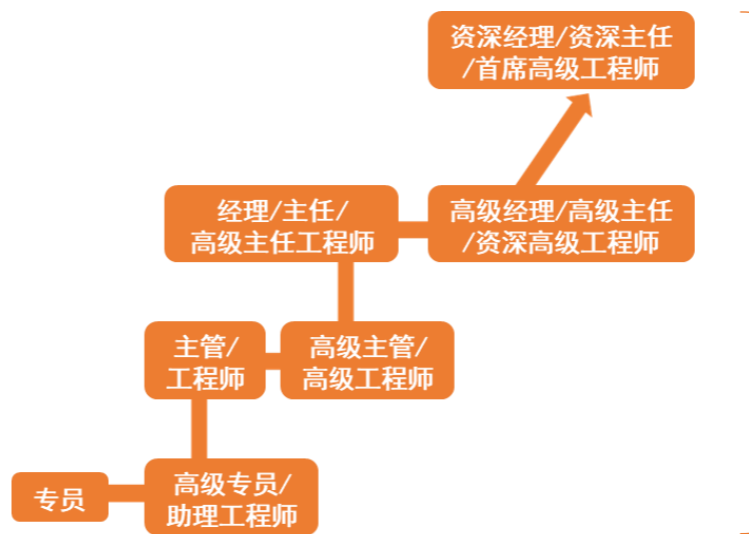 资深经理/资深主任
/首席高级工程师
经理/主任/
高级主任工程师
高级经理/高级主任
/资深高级工程师
主管/
工程师
高级主管/
高级工程师
专员
高级专员/
助理工程师